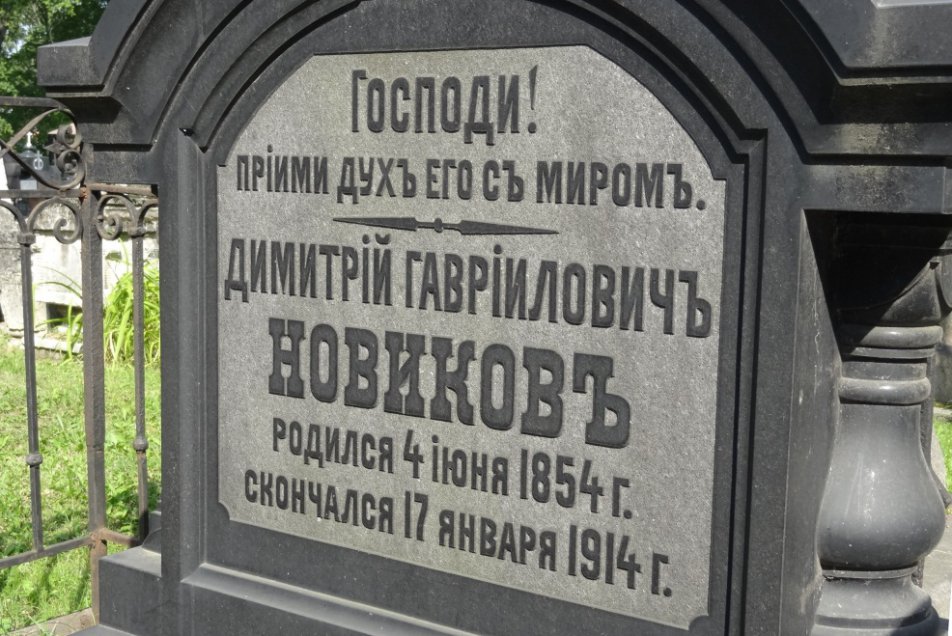 Господи!
ПРІИМИ ДУХЪ ЕГО СЪ МИРОМЪ.
ДИМИТРІЙ ГАВРІИЛОВИЧЪ
НОВИКОВЪ
РОДИЛСЯ 4 ІЮНЯ 1854 Г.
СКОНЧАЛСЯ 17 ЯНВАРЯ 1914 Г.